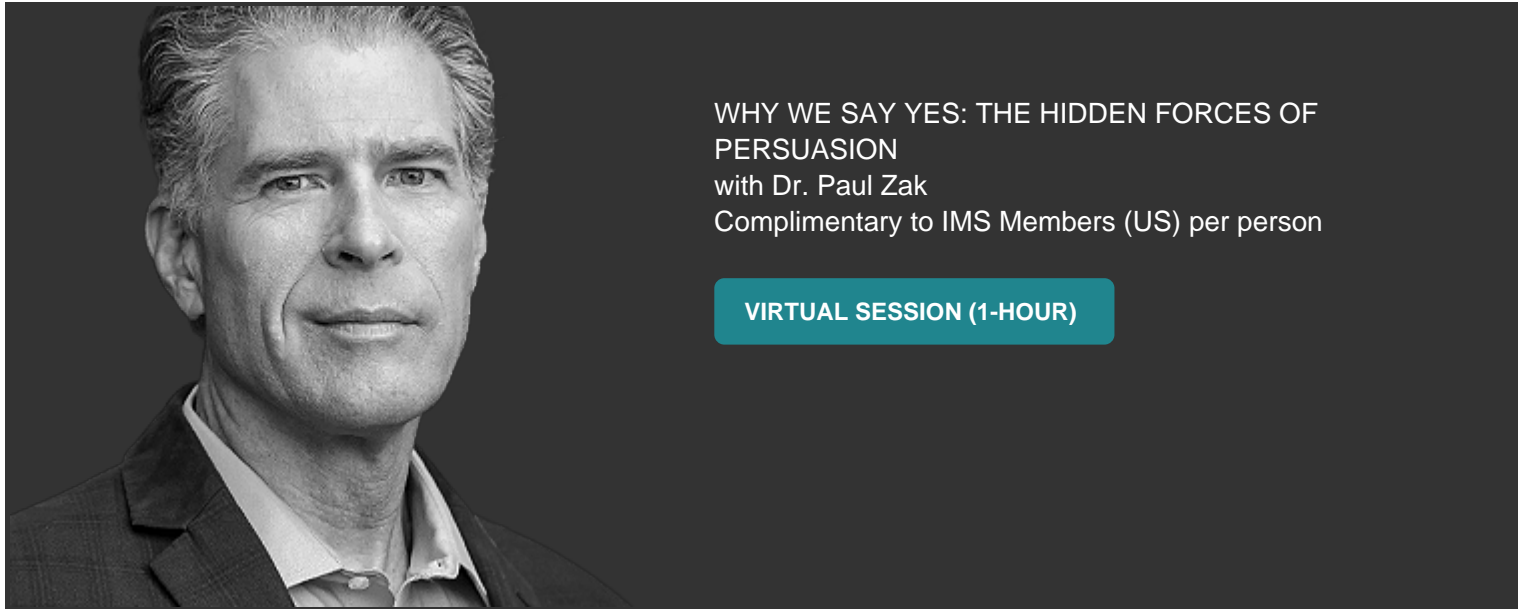 WHY WE SAY YES: THE HIDDEN FORCES OF
PERSUASION
with Dr. Paul Zak
Complimentary to IMS Members (US) per person
VIRTUAL SESSION (1-HOUR)